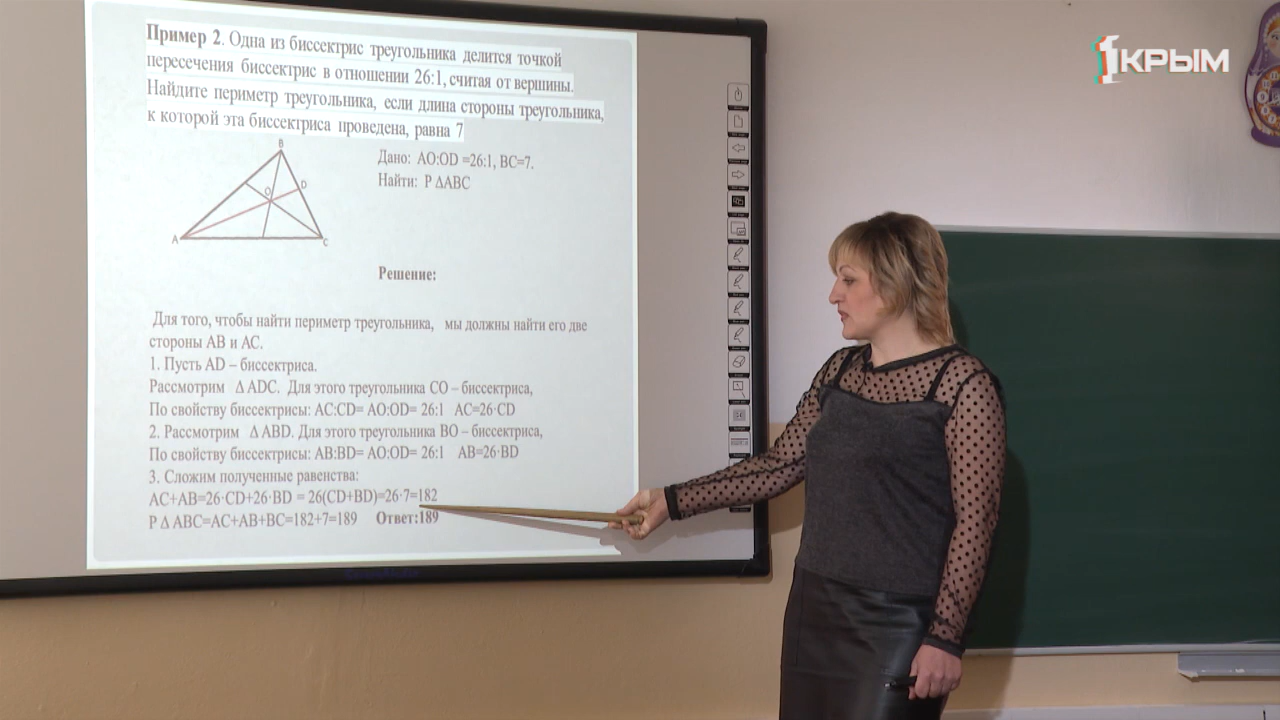 Пример 2. Одна из биссектрис треугольника делится точкой
пересечения биссектрис в отношении 26:1, считая от вершины.
Найдите периметр треугольника, если длина стороны треугольника,
к которой эта биссектриса проведена, равна 7
B
Дано: AO:OD =26:1, BC=7.
Найти: P ΔABC
O
D
A
C
Решение:
Для того, чтобы найти периметр треугольника, мы должны найти его две
стороны AB и AC.
1. Пусть AD – биссектриса.
Рассмотрим Δ ADC. Для этого треугольника CO – биссектриса,
По свойству биссектрисы: AC:CD= AO:OD= 26:1 AC=26·CD
2. Рассмотрим Δ ABD. Для этого треугольника BO – биссектриса,
По свойству биссектрисы: AB:BD= AO:OD= 26:1 AB=26·BD
3. Сложим полученные равенства:
AC+AB=26·CD+26·BD = 26(CD+BD)=26·7=182
P Δ ABC=AC+AB+BC=182+7=189 Ответ:189
1КРЫМ